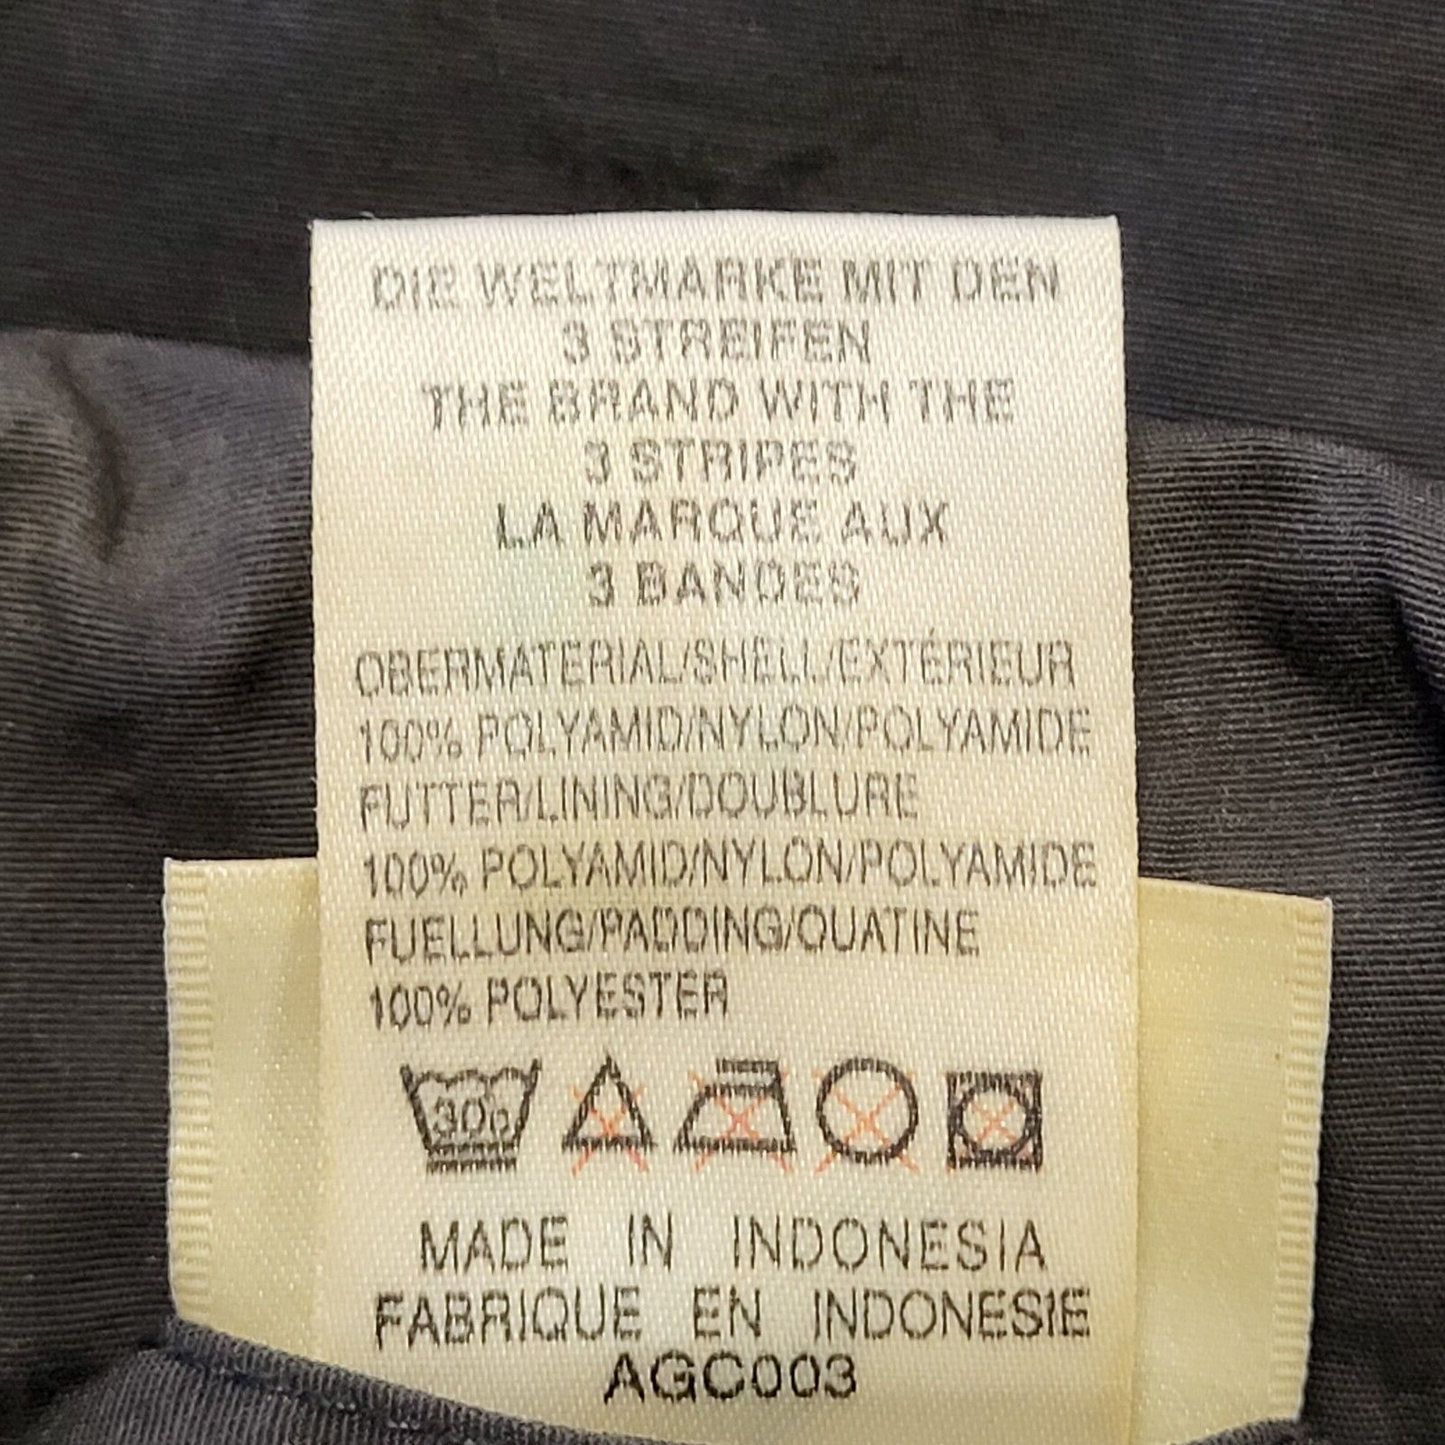 DIE WELTMARKE MIT DEN
3 STREIFEN
THE BRAND WITH THE
3 STRIPES
LA MARQUE AUX
3 BANDES
OBERMATERIAL/SHELL/EXTÉRIEUR
100% POLYAMID/NYLON/POLYAMIDE
FUTTER/LINING/DOUBLURE
100% POLYAMID/NYLON/POLYAMIDE
FUELLUNG/PADDING/OUATINE
100% POLYESTER
30c
MADE IN INDONESIA
FABRIQUE EN INDONESIE
AGC003